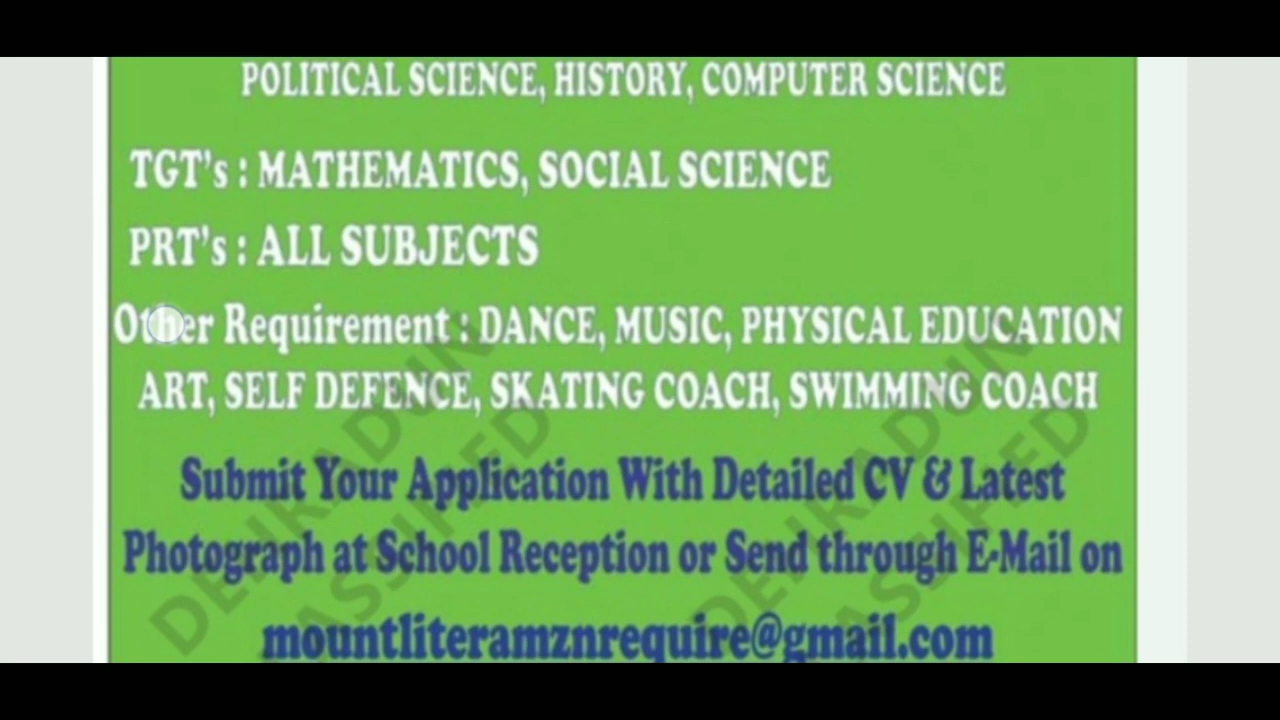 POLITICAL SCIENCE, HISTORY, COMPUTER SCIENCE
TGT's : MATHEMATICS, SOCIAL SCIENCE
PRT's : ALL SUBJECTS
Other Requirement : DANCE, MUSIC, PHYSICAL EDUCATION
ART, SELF DEFENCE, SKATING COACH, SWIMMING COACH
Submit Your Application With Detailed CV & Latest
Photograph at School Reception or Send through E-Mail on
mountliteramznrequire@gmail.com